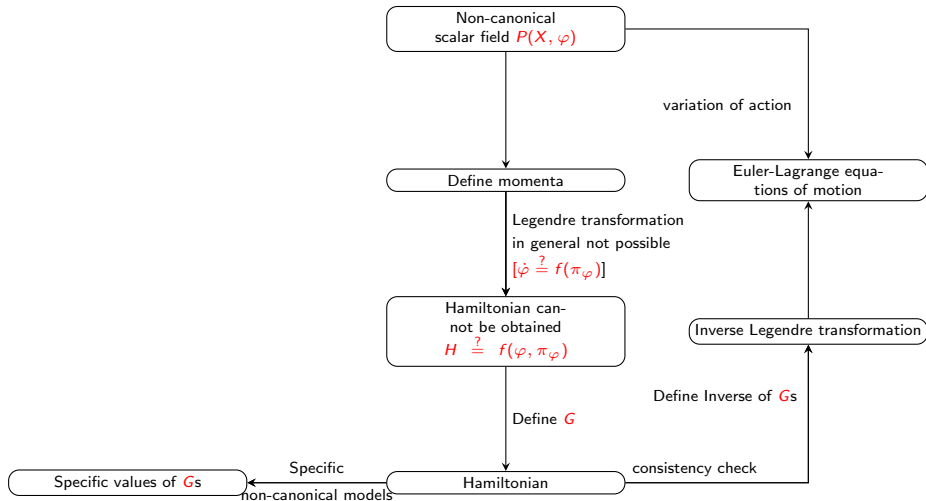 Non-canonical
scalar field P(X, φ)
variation of action
Define momenta
Euler-Lagrange equa-
tions of motion
Legendre transformation
in general not possible
[φ̇ ≟ f(π_φ)]
Hamiltonian can-
not be obtained
H ≟ f(φ, π_φ)
Inverse Legendre transformation
Define G
Define Inverse of Gs
Specific values of Gs
Specific
non-canonical models
Hamiltonian
consistency check